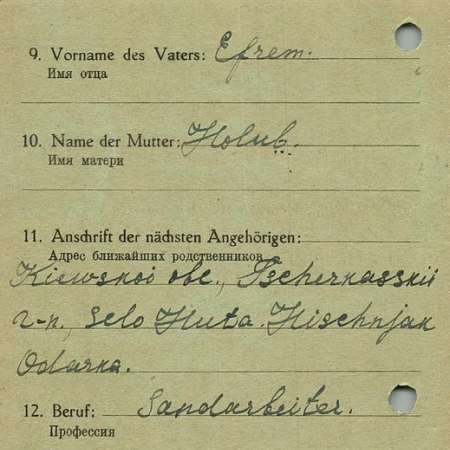 9. Vorname des Vaters: Efrem.
Имя отца
10. Name der Mutter: Holub.
Имя матери
11. Anschrift der nächsten Angehörigen:
Адрес ближайших родственников
Kiewskoi obl., Tscherkasskii
r-n, Selo Huta. Hischnjak
Odarka.
12. Beruf: Landarbeiter.
Профессия